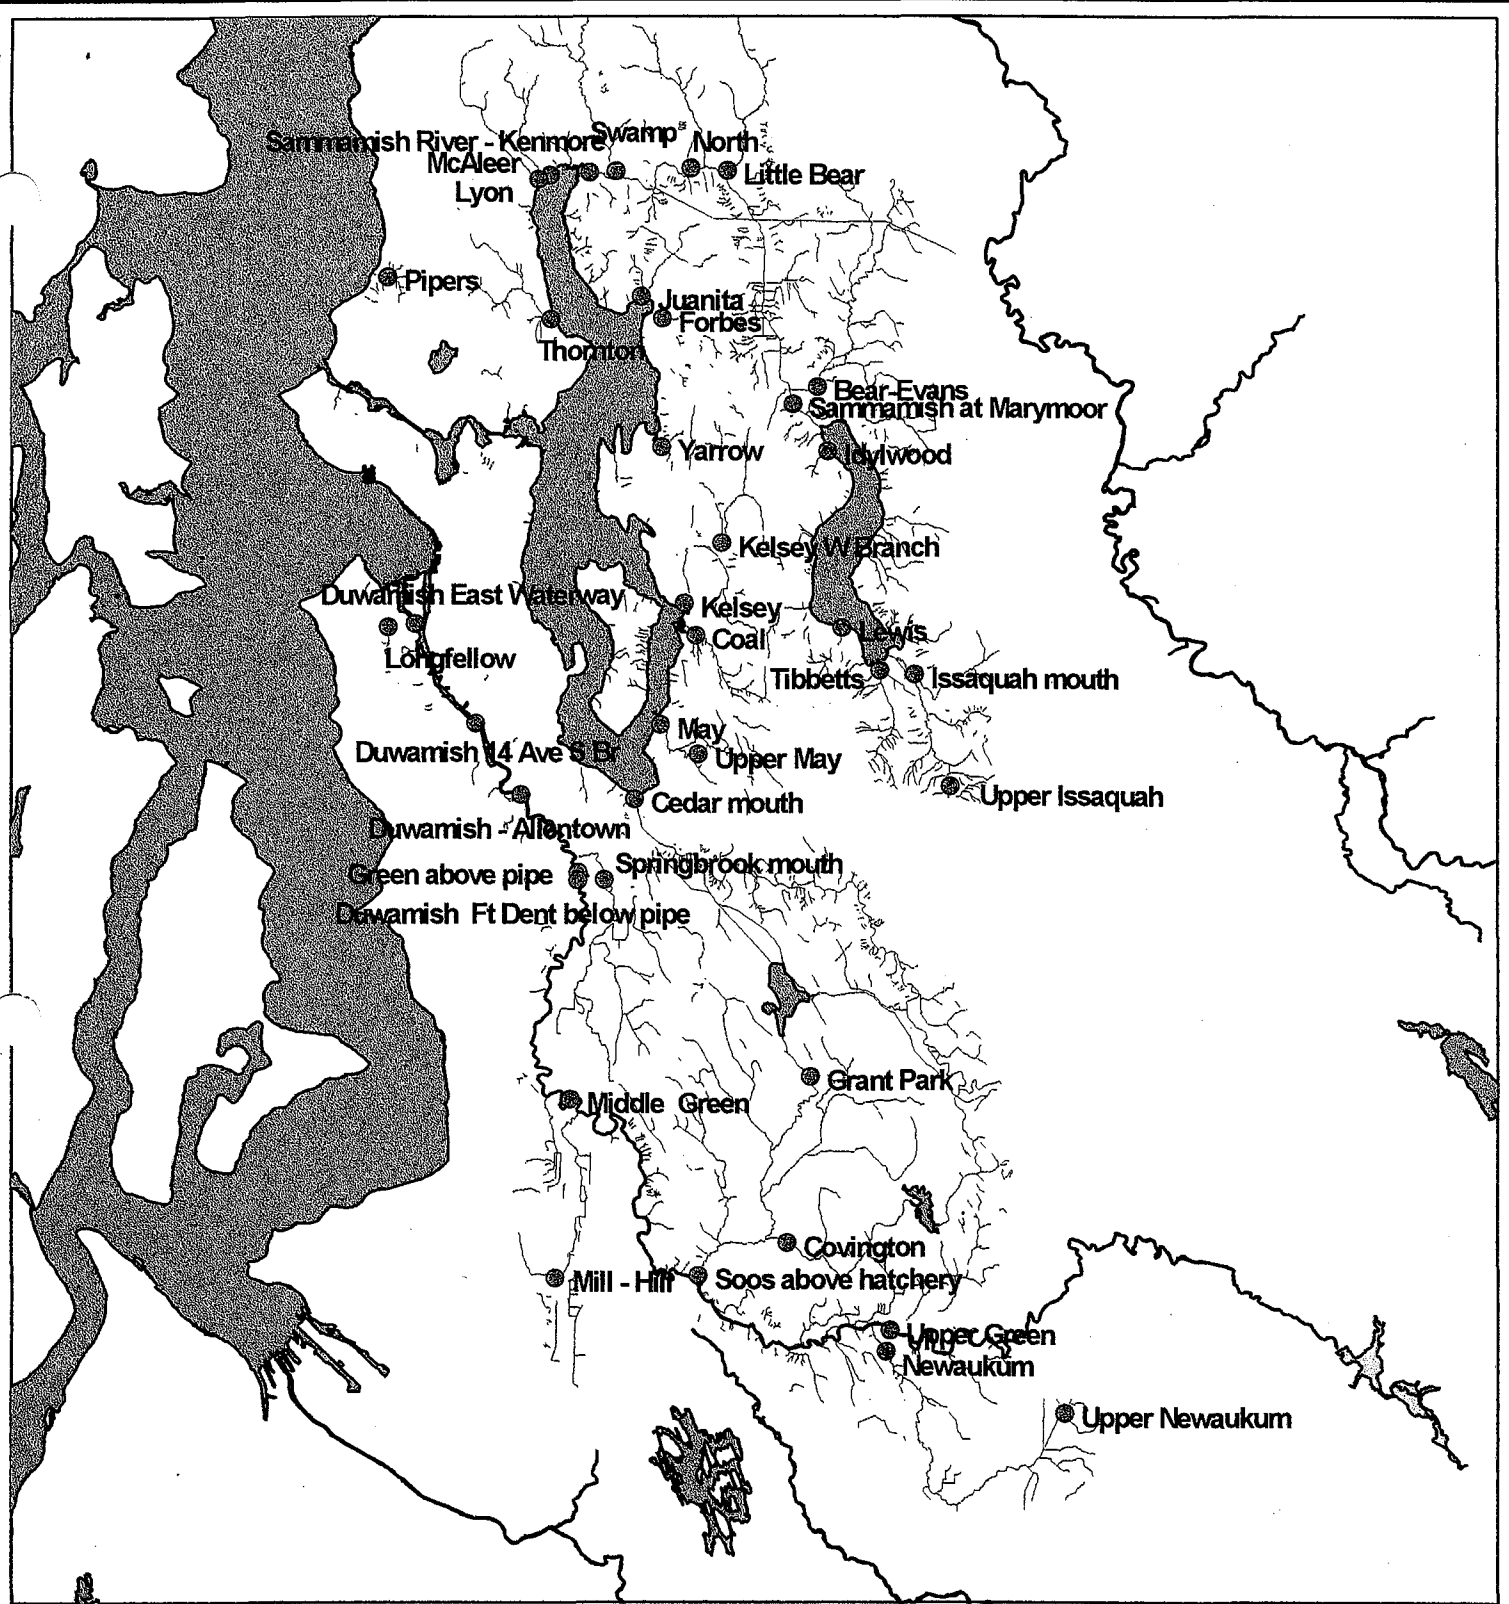 Swamp
Sammamish River - Kenmore
North
McAleer
Little Bear
Lyon
Pipers
Juanita
Forbes
Thornton
Bear-Evans
Sammamish at Marymoor
Yarrow
Idylwood
Kelsey W Branch
Duwamish East Waterway
Kelsey
Lewis
Coal
Longfellow
Tibbetts
Issaquah mouth
May
Duwamish 14 Ave S Br
Upper May
Upper Issaquah
Cedar mouth
Duwamish - Allentown
Springbrook mouth
Green above pipe
Duwamish Ft Dent below pipe
Grant Park
Middle Green
Covington
Mill - Hill
Soos above hatchery
Upper Green
Newaukum
Upper Newaukum